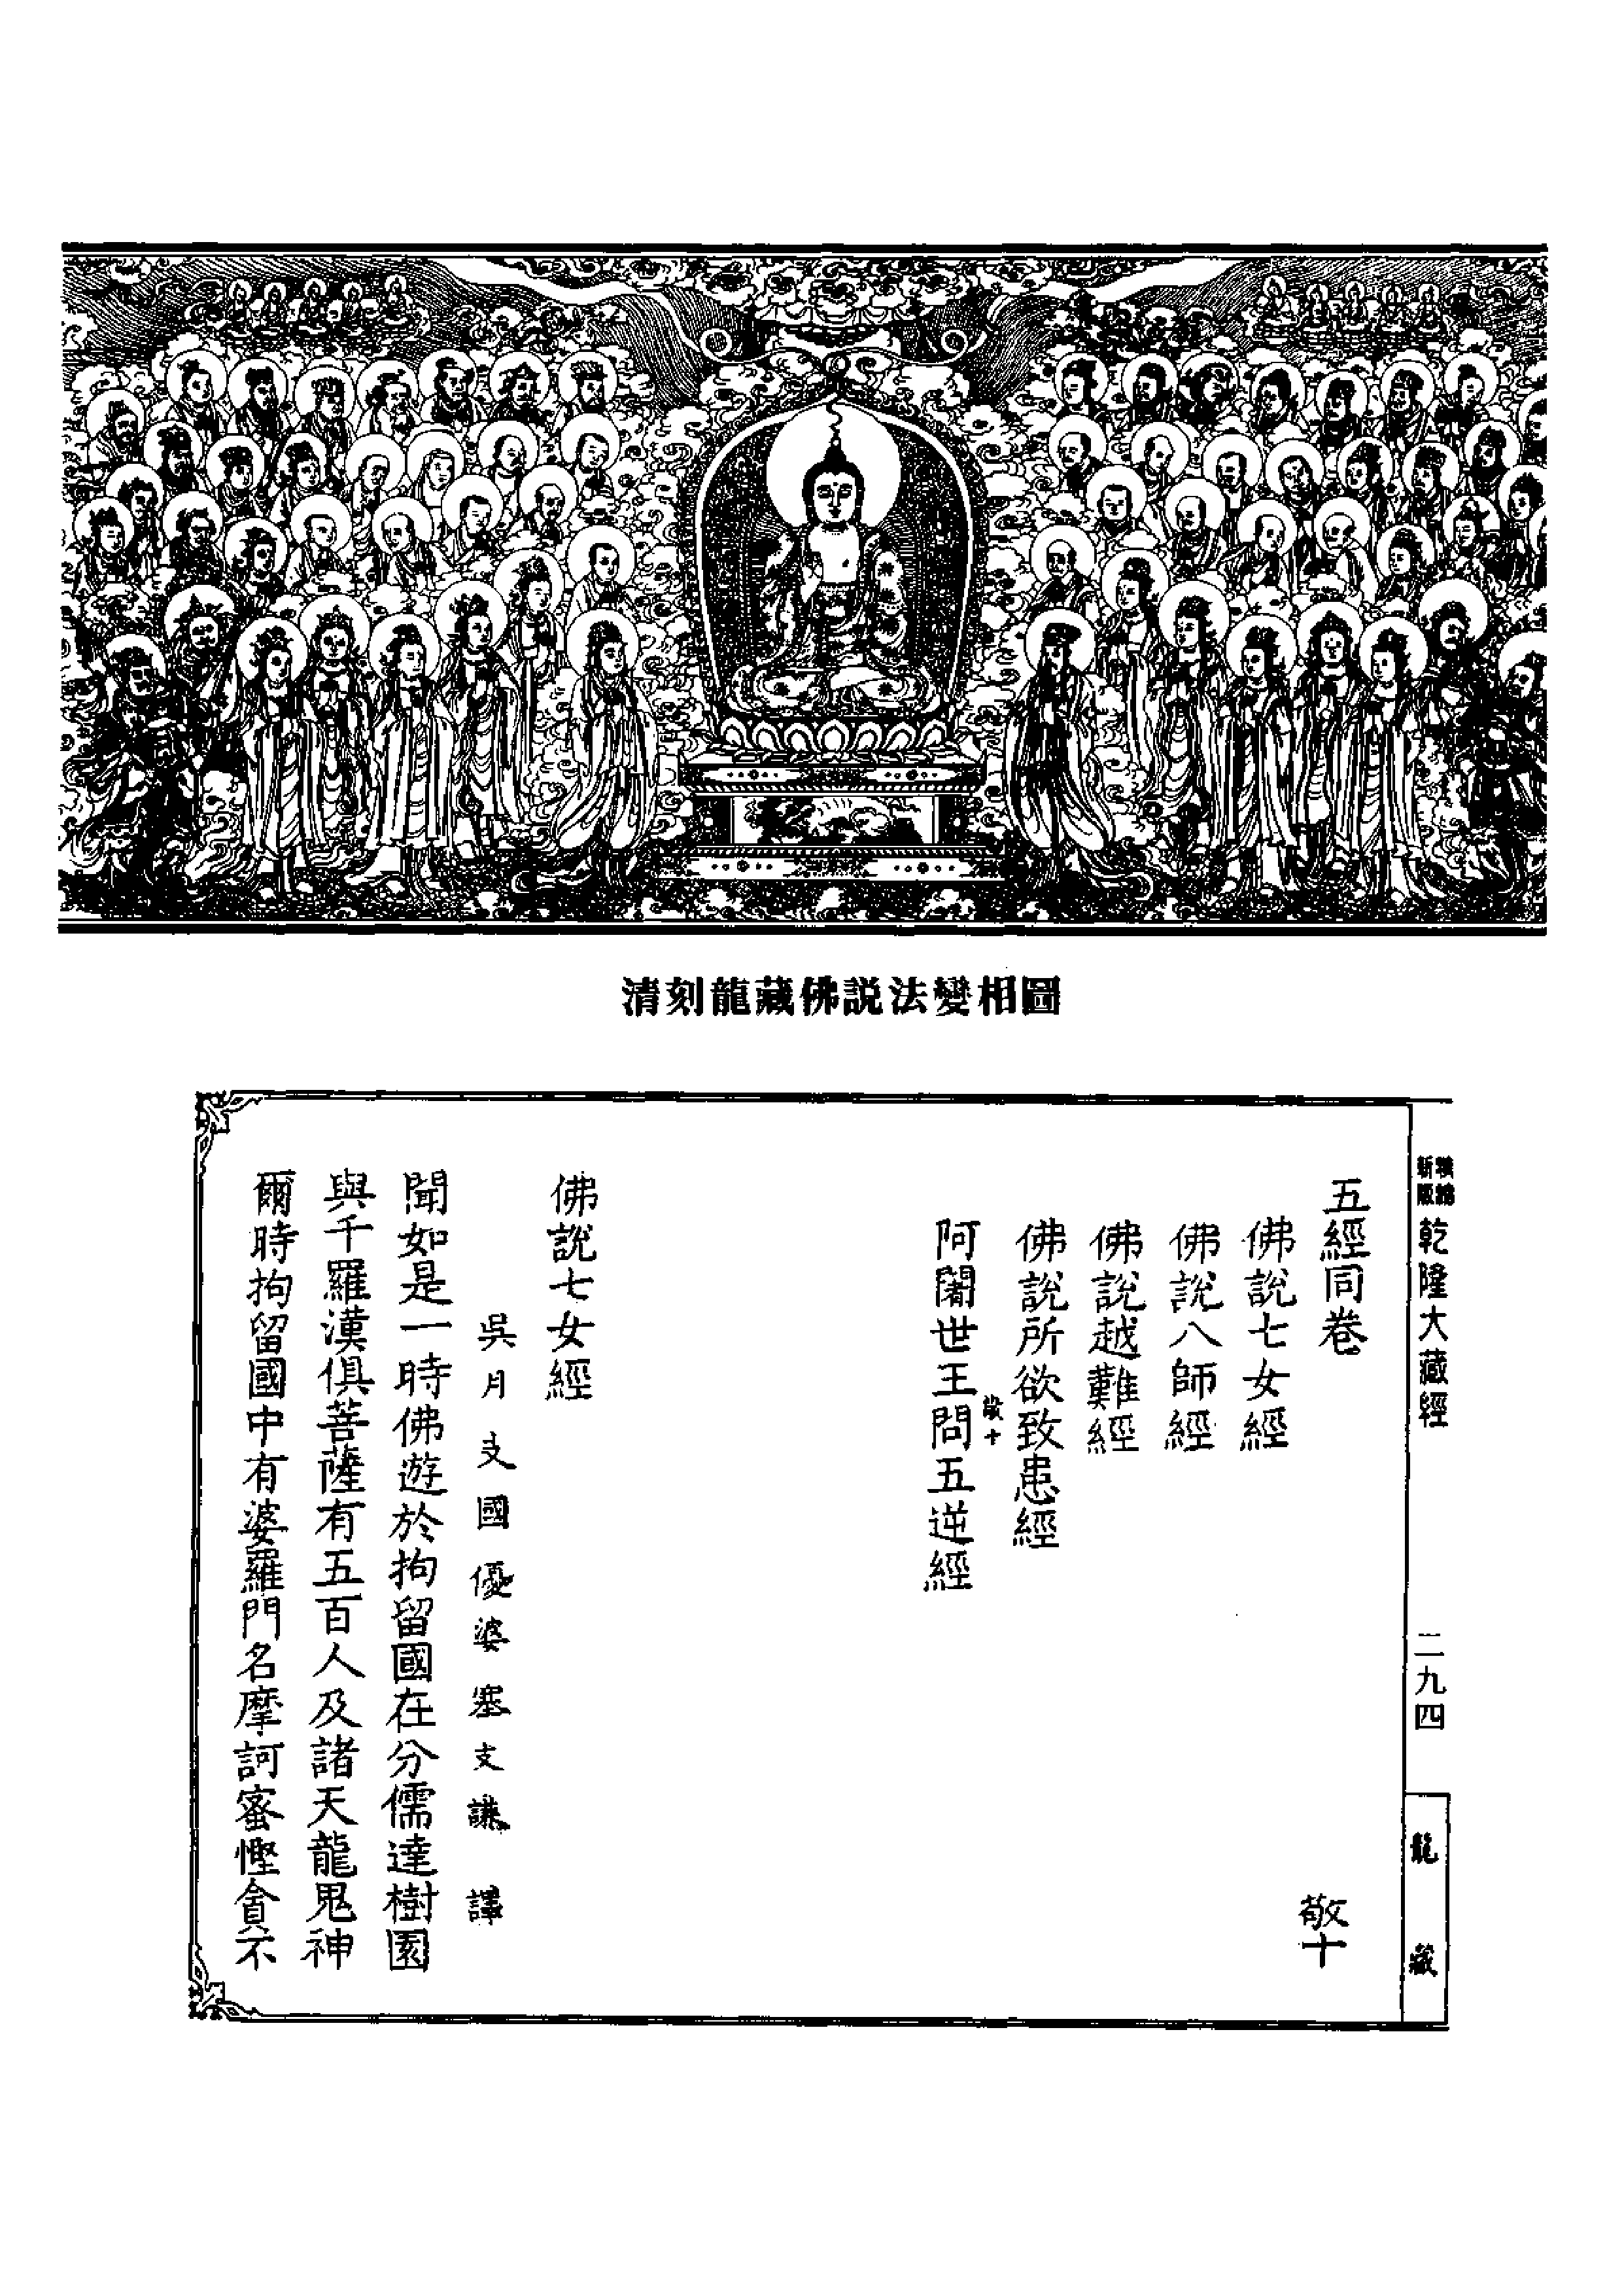 清刻龍藏佛説法變相圖
新版
乾隆大藏經
二九四
龍藏
五經同卷
敬十
佛說七女經
佛說八師經
佛說越難經
佛說所欲致患經
敬十
阿闍世王問五逆經
佛說七女經
吳月支國優婆塞支謙譯
聞如是一時佛遊於拘留國在分儒達樹園
與千羅漢俱菩薩有五百人及諸天龍鬼神
爾時拘留國中有婆羅門名摩訶蜜慳貪不